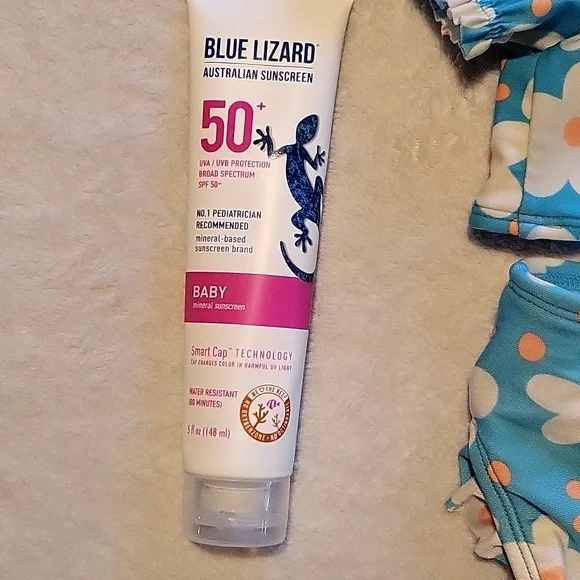 BLUE LIZARD
AUSTRALIAN SUNSCREEN
50+
UVA / UVB PROTECTION
BROAD SPECTRUM
SPF 50+
NO.1 PEDIATRICIAN
RECOMMENDED
mineral-based
sunscreen brand
BABY
mineral sunscreen
Smart Cap™ TECHNOLOGY
CAP CHANGES COLOR IN HARMFUL UV LIGHT
WATER RESISTANT
(80 MINUTES)
NO OXYBENZONE
5 fl oz (148 ml)